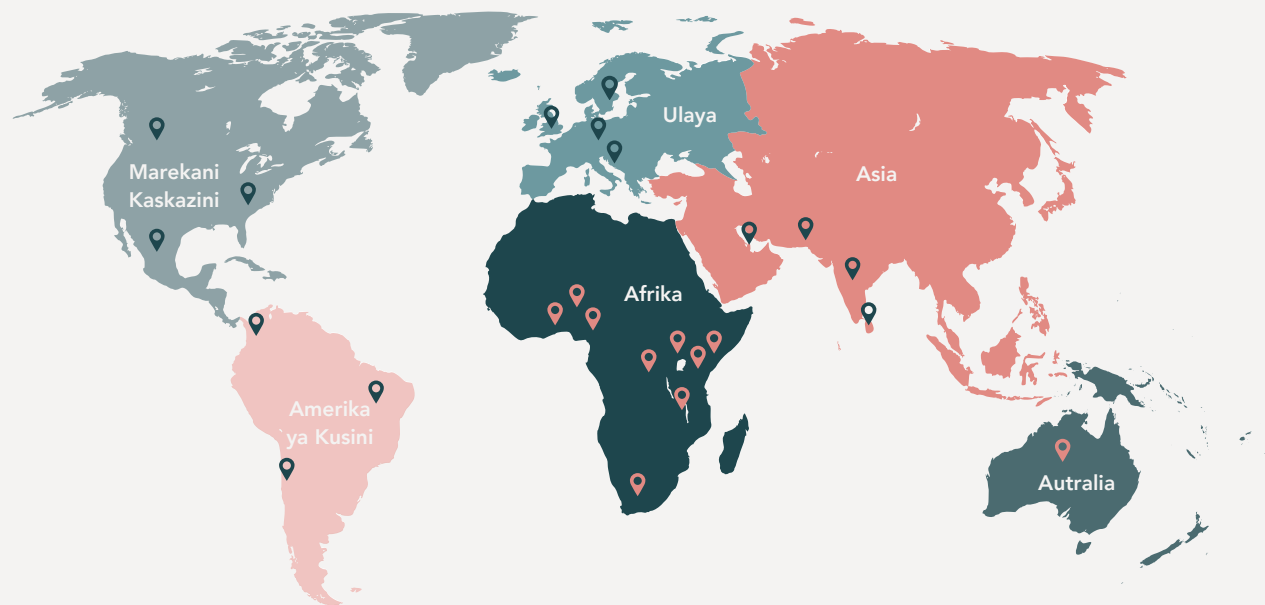 Ulaya
Marekani
Kaskazini
Asia
Afrika
Amerika
`ya Kusini
Autralia